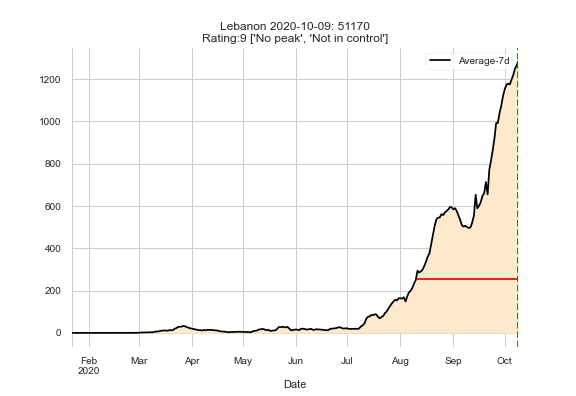 Lebanon 2020-10-09: 51170
Rating:9 ['No peak', 'Not in control']
Average-7d
1200
1000
800
600
400
200
0
Feb Mar Apr May Jun Jul Aug Sep Oct
2020
Date